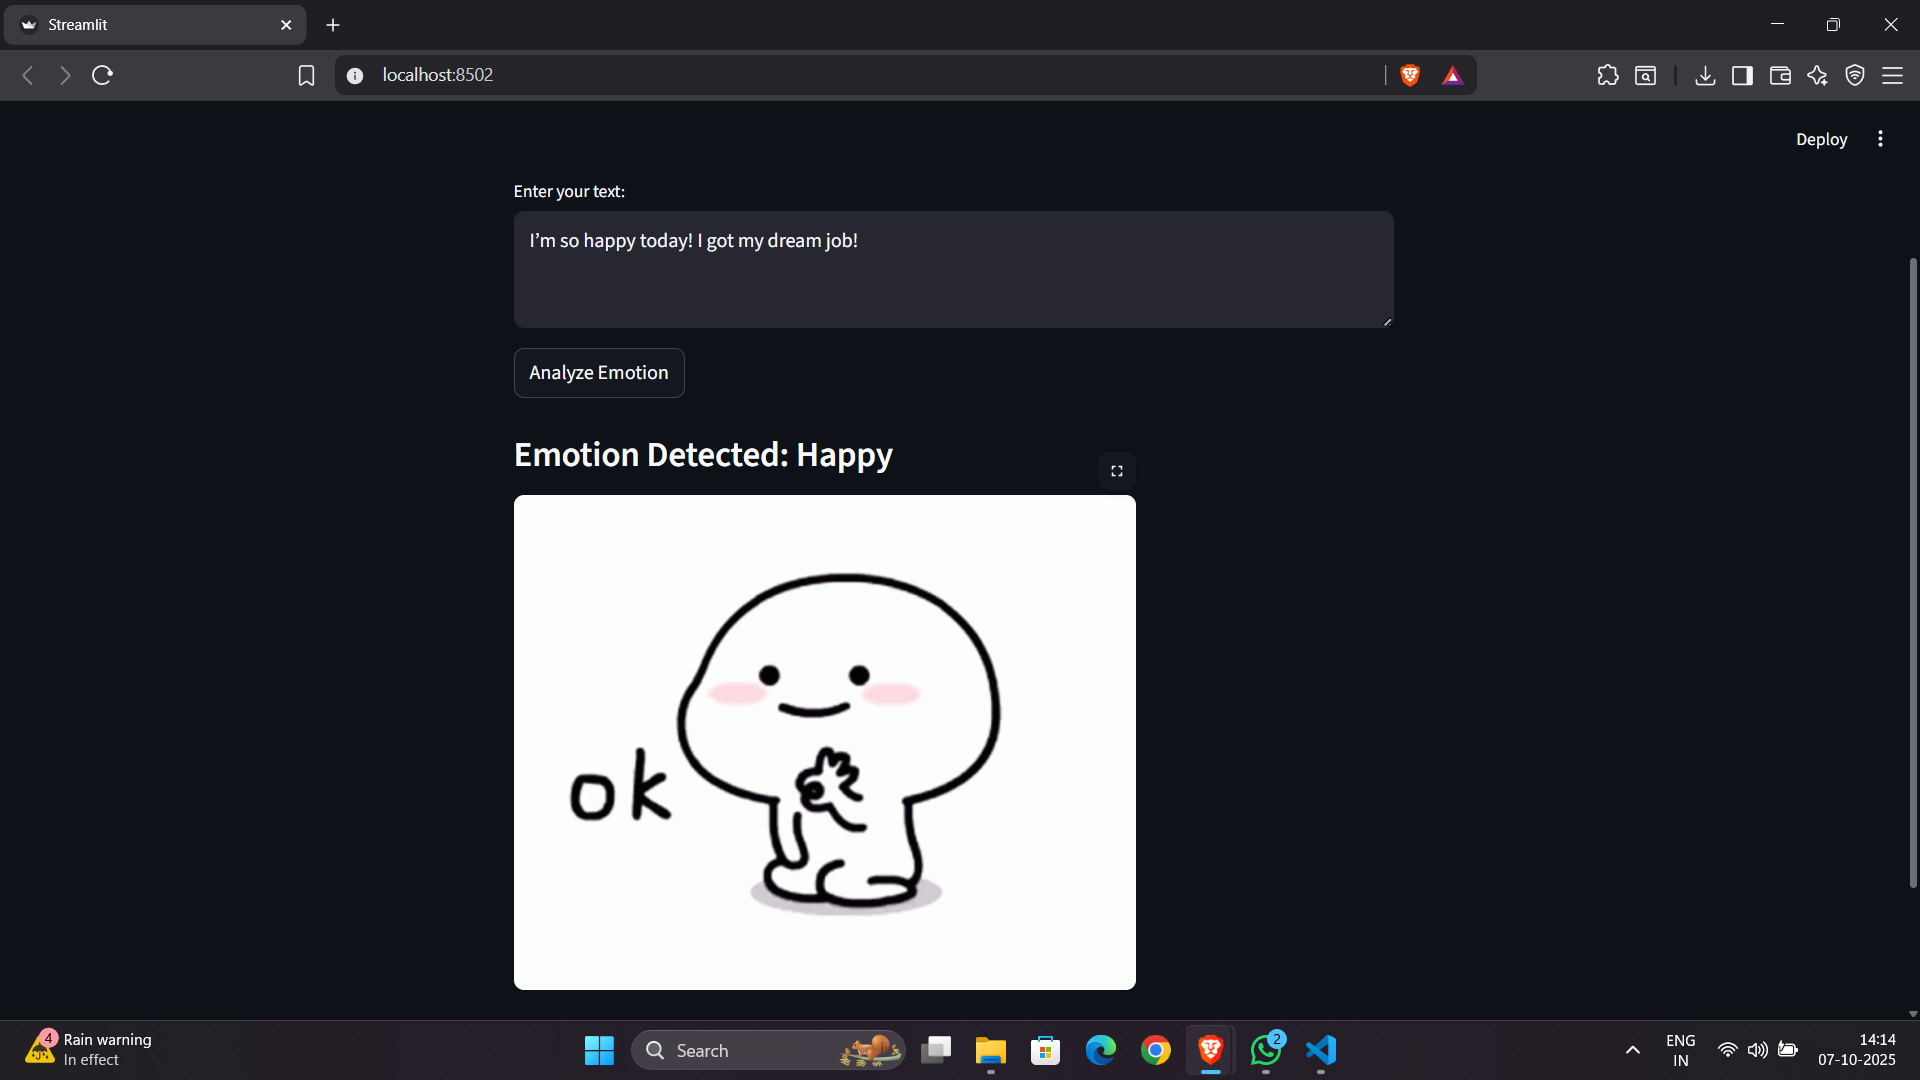 Streamlit
localhost:8502
Deploy
Enter your text:
I’m so happy today! I got my dream job!
Analyze Emotion
Emotion Detected: Happy
ok
4
Rain warning
In effect
Search
2
ENG
IN
14:14
07-10-2025